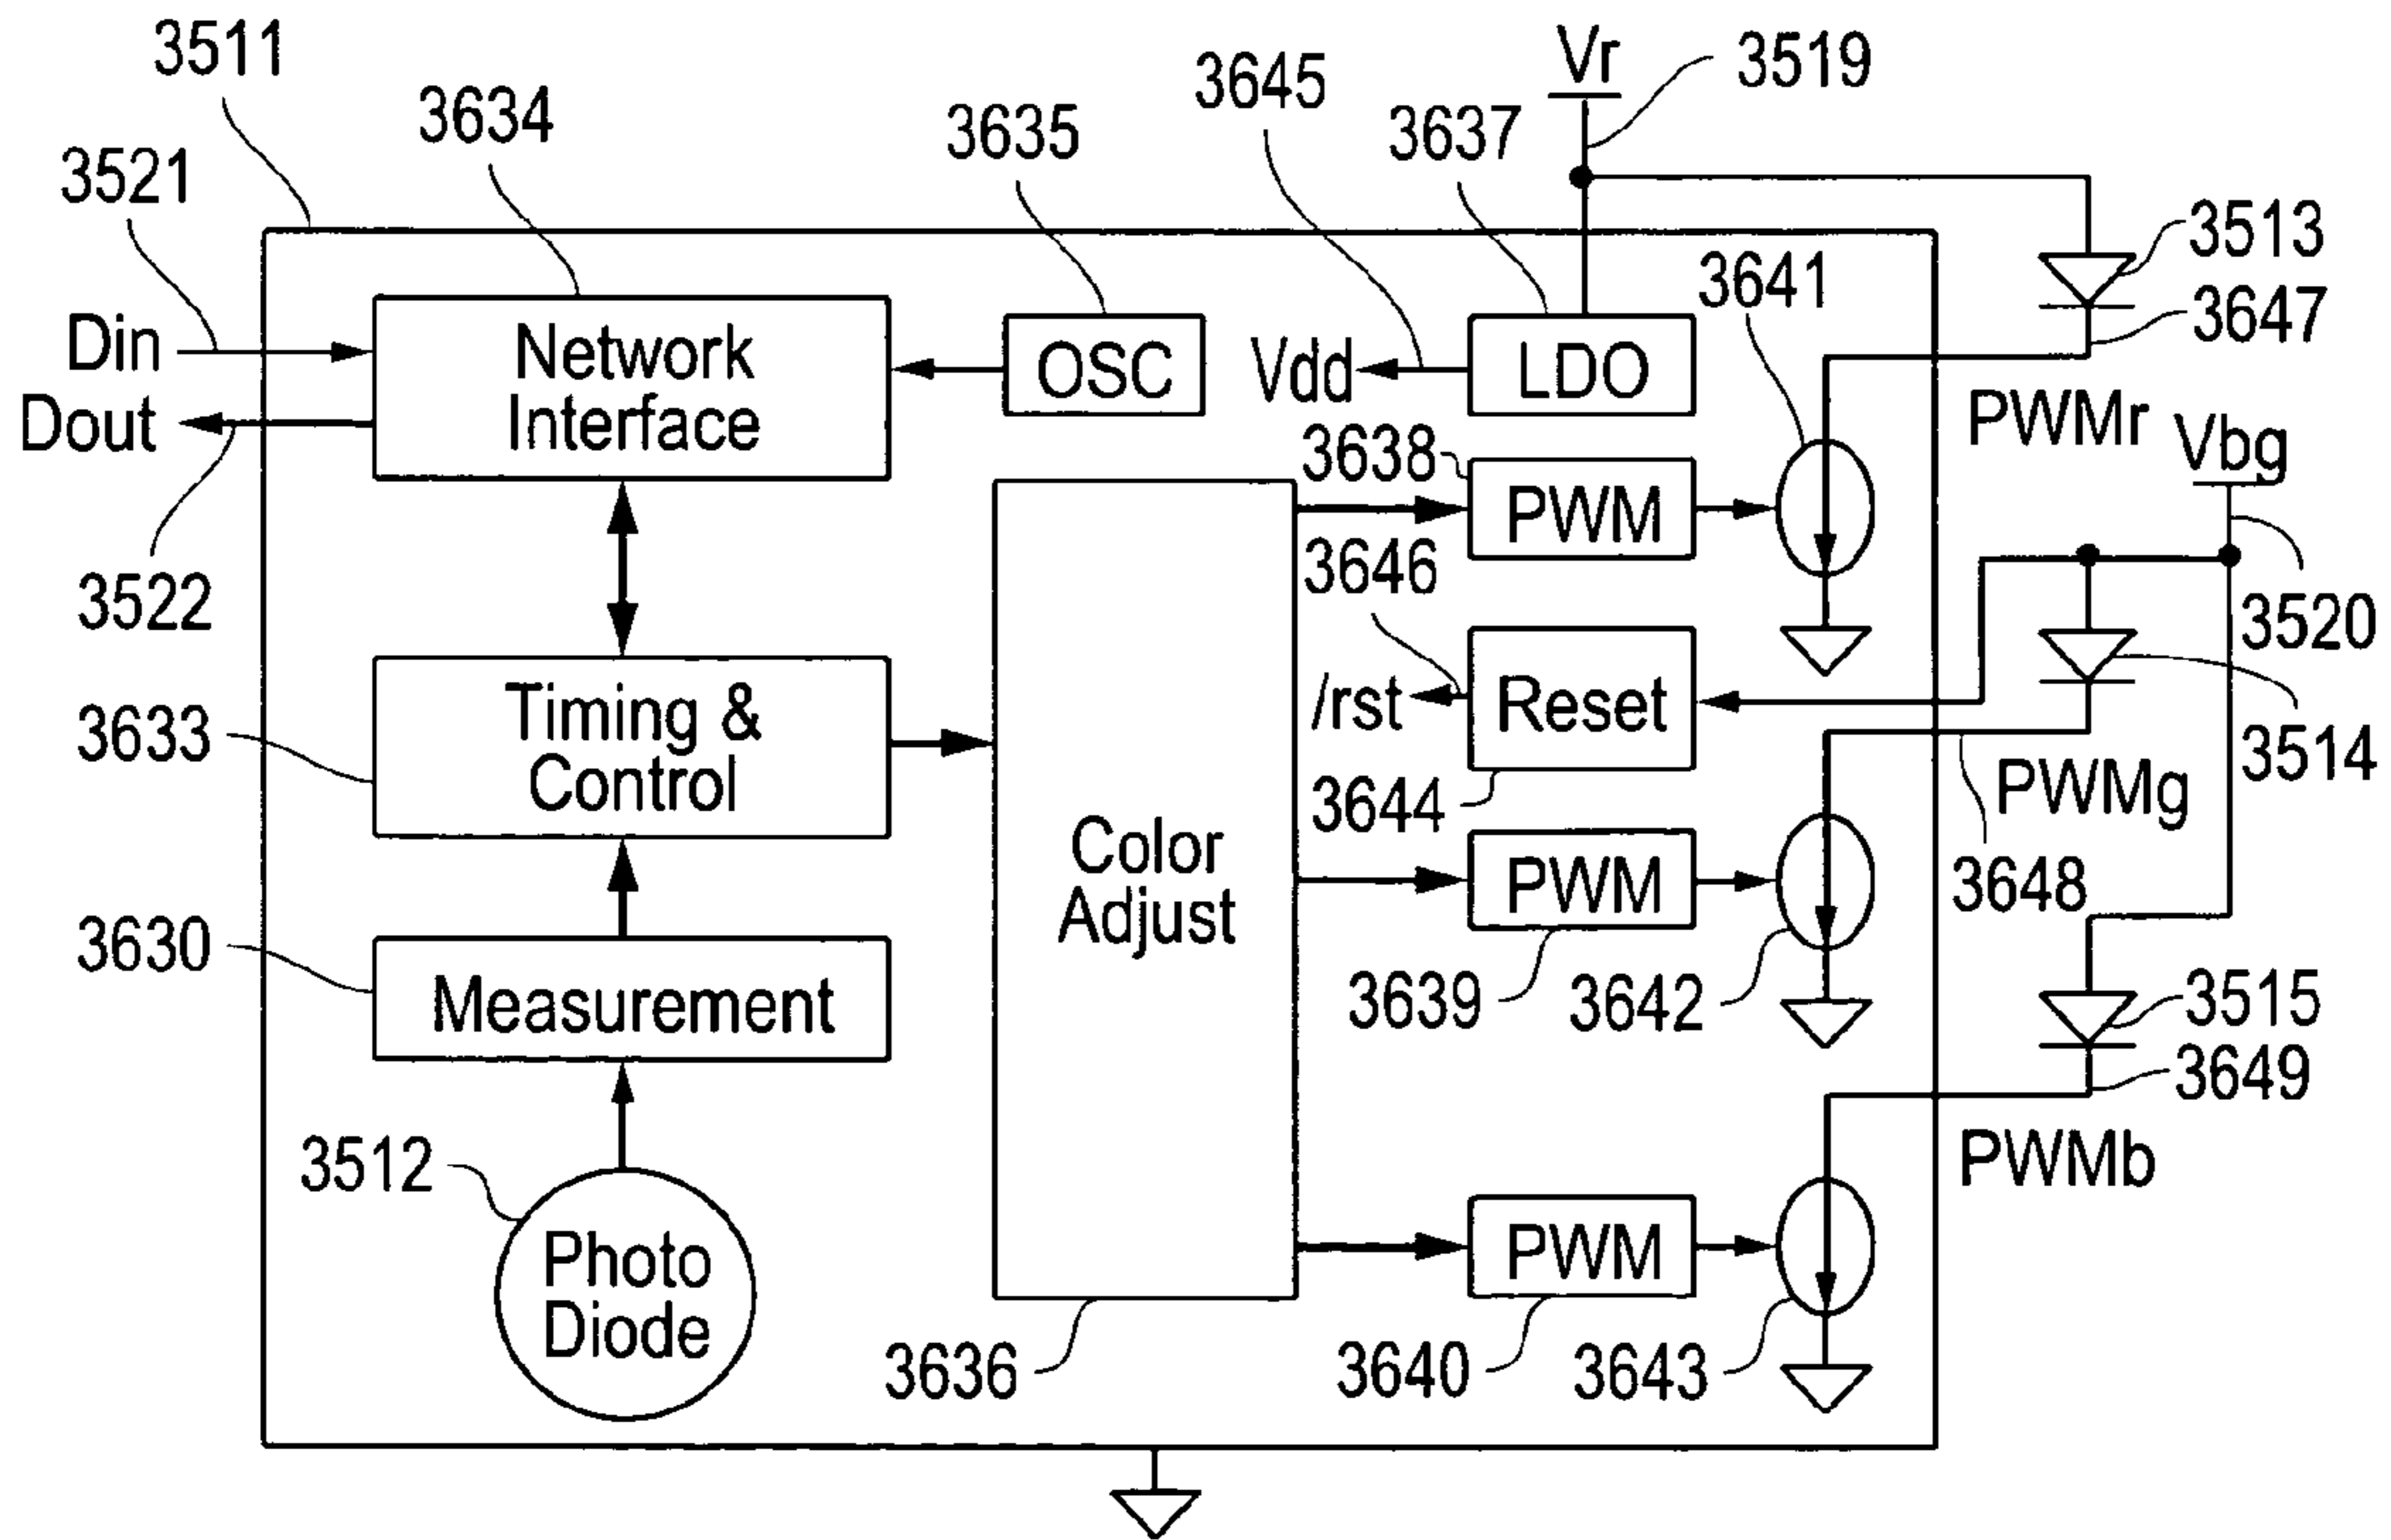 3511
3634
3521
3635
3645
3637
Vr
3519
3513
3641
3647
Din
Dout
Network
Interface
OSC
Vdd
LDO
PWMr
Vbg
3638
PWM
3646
3522
3520
/rst
Reset
Timing &
Control
3633
3514
3644
PWMg
Color
Adjust
PWM
3648
3630
Measurement
3639
3642
3515
3649
3512
PWMb
Photo
Diode
PWM
3636
3640
3643